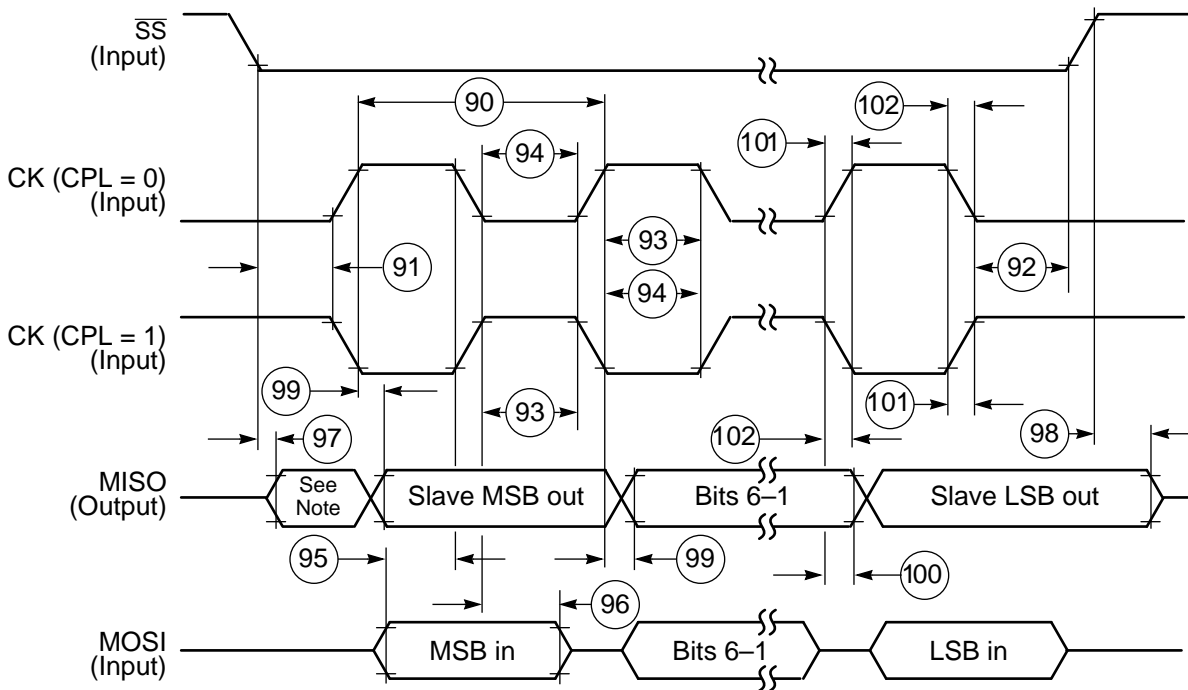 SS
(Input)
90
102
101
94
CK (CPL = 0)
(Input)
93
91
92
94
CK (CPL = 1)
(Input)
99
93
101
97
102
98
MISO
(Output)
See
Note
Slave MSB out
Bits 6–1
Slave LSB out
95
99
100
96
MOSI
(Input)
MSB in
Bits 6–1
LSB in